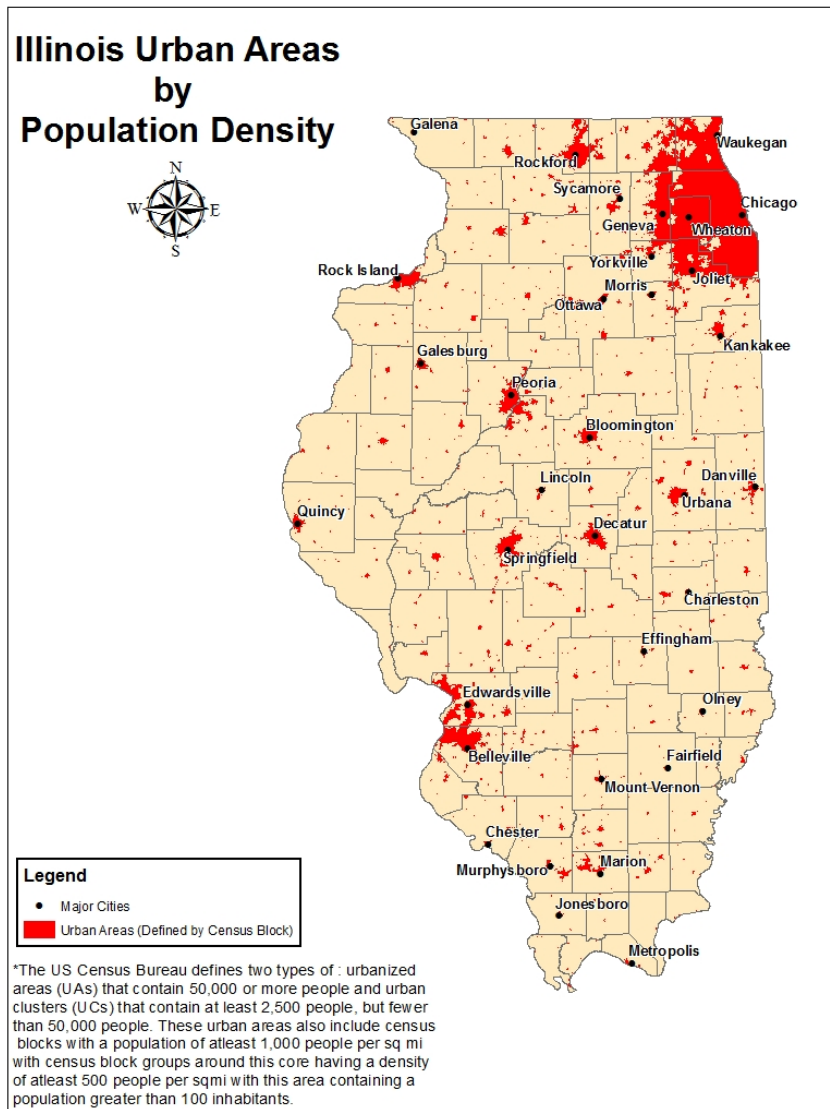 Illinois Urban Areas
by
Population Density
N
W E
S
Galena
Waukegan
Rockford
Sycamore
Chicago
Geneva
Wheaton
Yorkville
Rock Island
Joliet
Morris
Ottawa
Kankakee
Galesburg
Peoria
Bloomington
Lincoln
Danville
Urbana
Quincy
Decatur
Springfield
Charleston
Effingham
Edwardsville
Olney
Belleville
Fairfield
Mount Vernon
Chester
Murphysboro
Marion
Jonesboro
Metropolis
Legend
Major Cities
Urban Areas (Defined by Census Block)
*The US Census Bureau defines two types of : urbanized
areas (UAs) that contain 50,000 or more people and urban
clusters (UCs) that contain at least 2,500 people, but fewer
than 50,000 people. These urban areas also include census
blocks with a population of atleast 1,000 people per sq mi
with census block groups around this core having a density
of atleast 500 people per sqmi with this area containing a
population greater than 100 inhabitants.